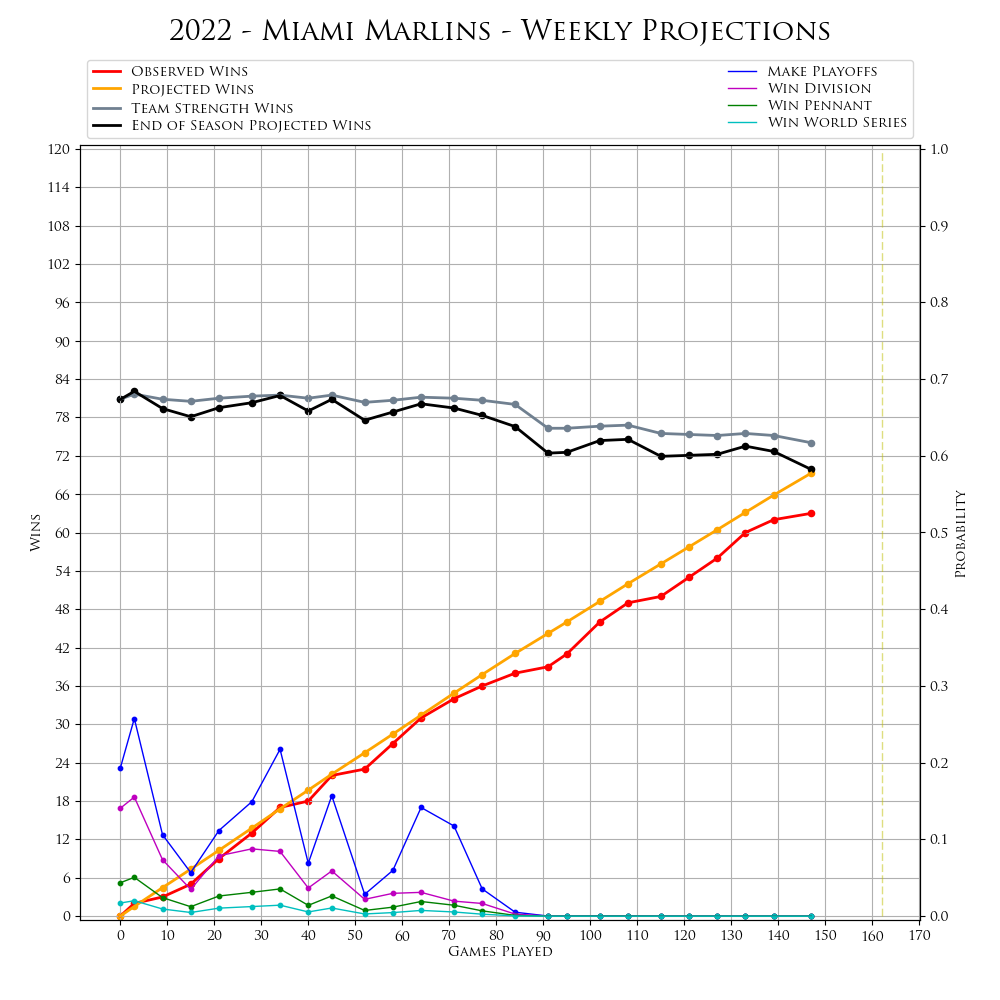 2022 - Miami Marlins - Weekly Projections
Observed Wins
Projected Wins
Team Strength Wins
End of Season Projected Wins
Make Playoffs
Win Division
Win Pennant
Win World Series
120
114
108
102
96
90
84
78
72
66
60
54
48
42
36
30
24
18
12
6
0
Wins
1.0
0.9
0.8
0.7
0.6
0.5
0.4
0.3
0.2
0.1
0.0
Probability
0 10 20 30 40 50 60 70 80 90 100 110 120 130 140 150 160 170
Games Played